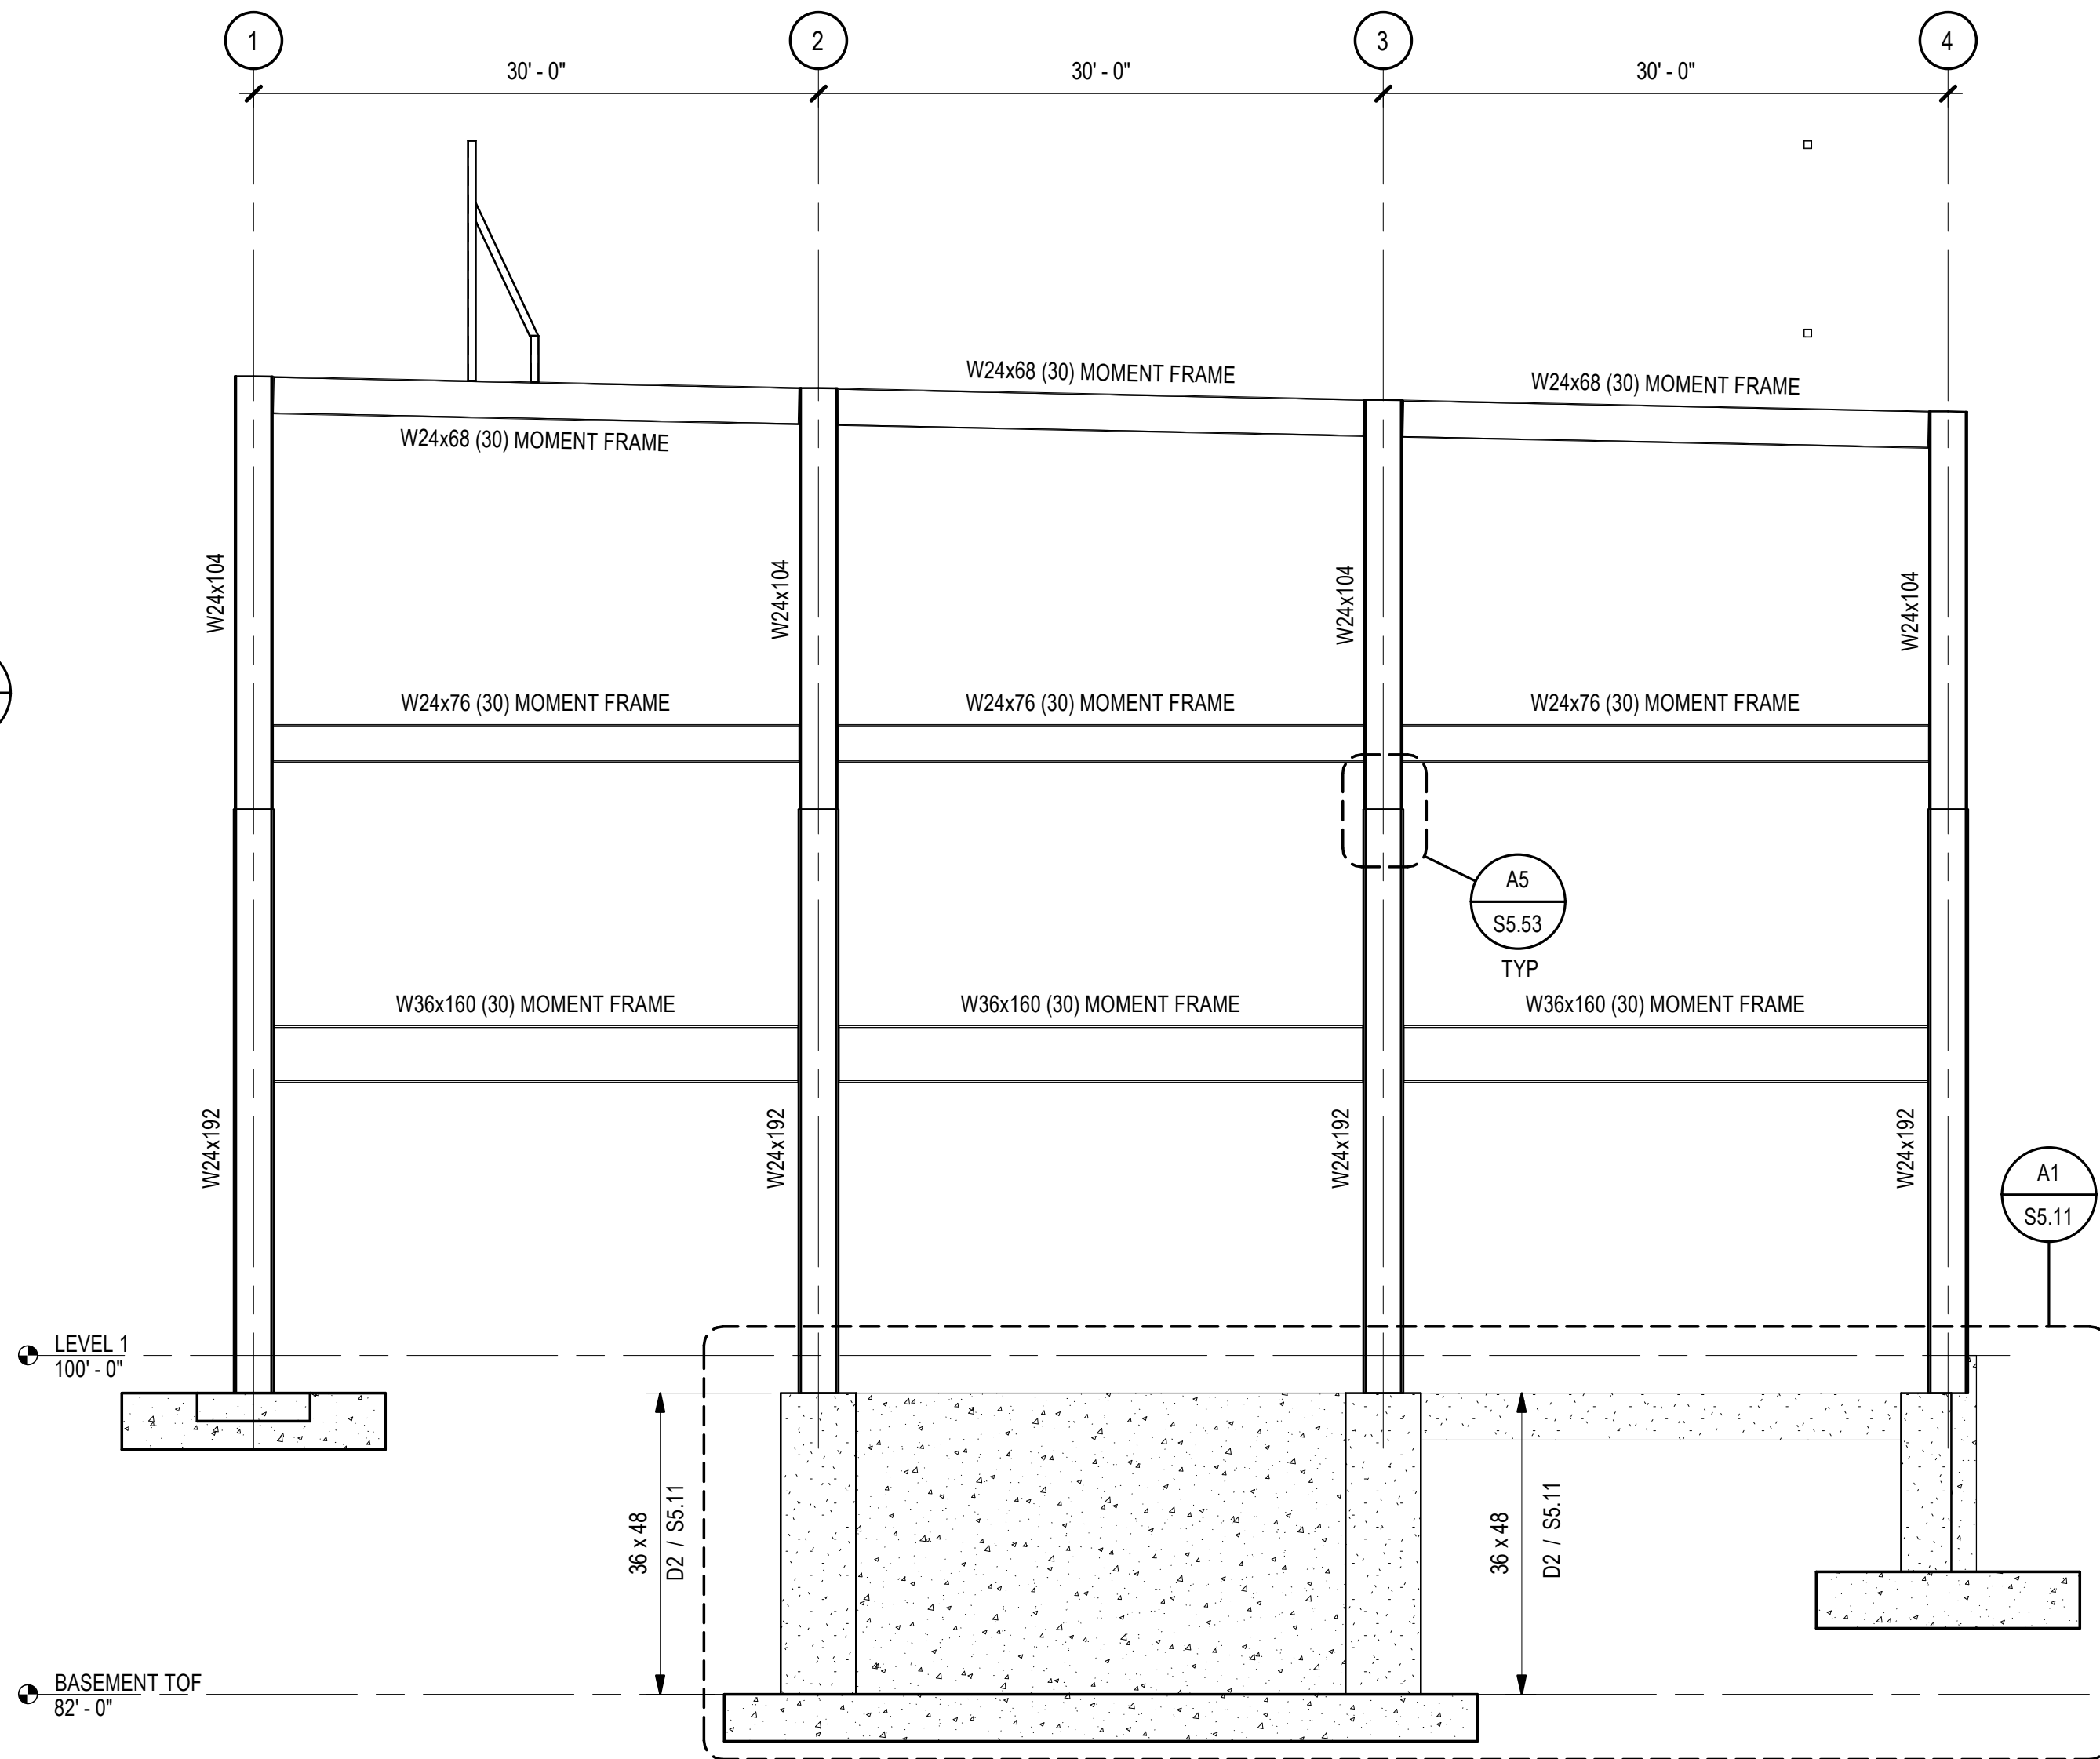 1
2
3
4
30' - 0"
30' - 0"
30' - 0"
W24x68 (30) MOMENT FRAME
W24x68 (30) MOMENT FRAME
W24x68 (30) MOMENT FRAME
W24x104
W24x104
W24x104
W24x104
W24x76 (30) MOMENT FRAME
W24x76 (30) MOMENT FRAME
W24x76 (30) MOMENT FRAME
A5
S5.53
TYP
W36x160 (30) MOMENT FRAME
W36x160 (30) MOMENT FRAME
W36x160 (30) MOMENT FRAME
W24x192
W24x192
W24x192
W24x192
A1
S5.11
LEVEL 1
100' - 0"
36 x 48
D2 / S5.11
36 x 48
D2 / S5.11
BASEMENT TOF
82' - 0"